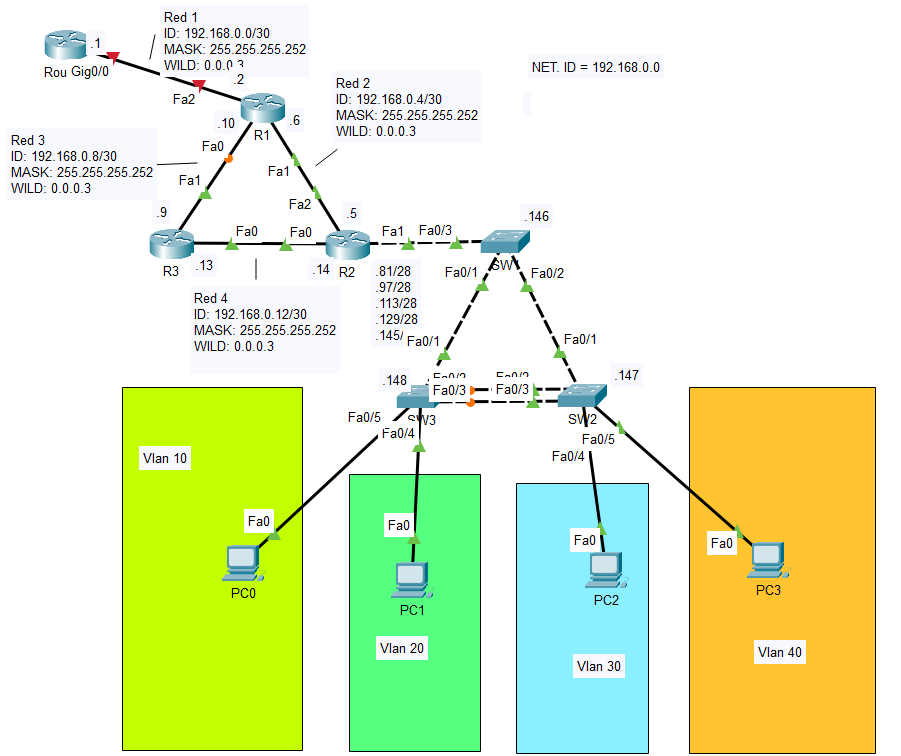 Red 1
ID: 192.168.0.0/30
MASK: 255.255.255.252
WILD: 0.0.0.3
.1
Rou Gig0/0
.2
Fa2
NET. ID = 192.168.0.0
Red 2
ID: 192.168.0.4/30
MASK: 255.255.255.252
WILD: 0.0.0.3
.10
.6
R1
Fa0
Fa1
Red 3
ID: 192.168.0.8/30
MASK: 255.255.255.252
WILD: 0.0.0.3
Fa1
Fa2
.9
.5
.146
Fa0
Fa0
Fa1
Fa0/3
R3
.13
.14
R2
SW1
.81/28
.97/28
.113/28
.129/28
.145/
Fa0/1
Fa0/2
Red 4
ID: 192.168.0.12/30
MASK: 255.255.255.252
WILD: 0.0.0.3
Fa0/1
Fa0/1
.148
Fa0/2
Fa0/2
.147
Fa0/3
Fa0/3
SW3
SW2
Fa0/5
Fa0/4
Fa0/5
Fa0/4
Vlan 10
Fa0
Fa0
Fa0
Fa0
PC0
PC1
PC2
PC3
Vlan 20
Vlan 30
Vlan 40